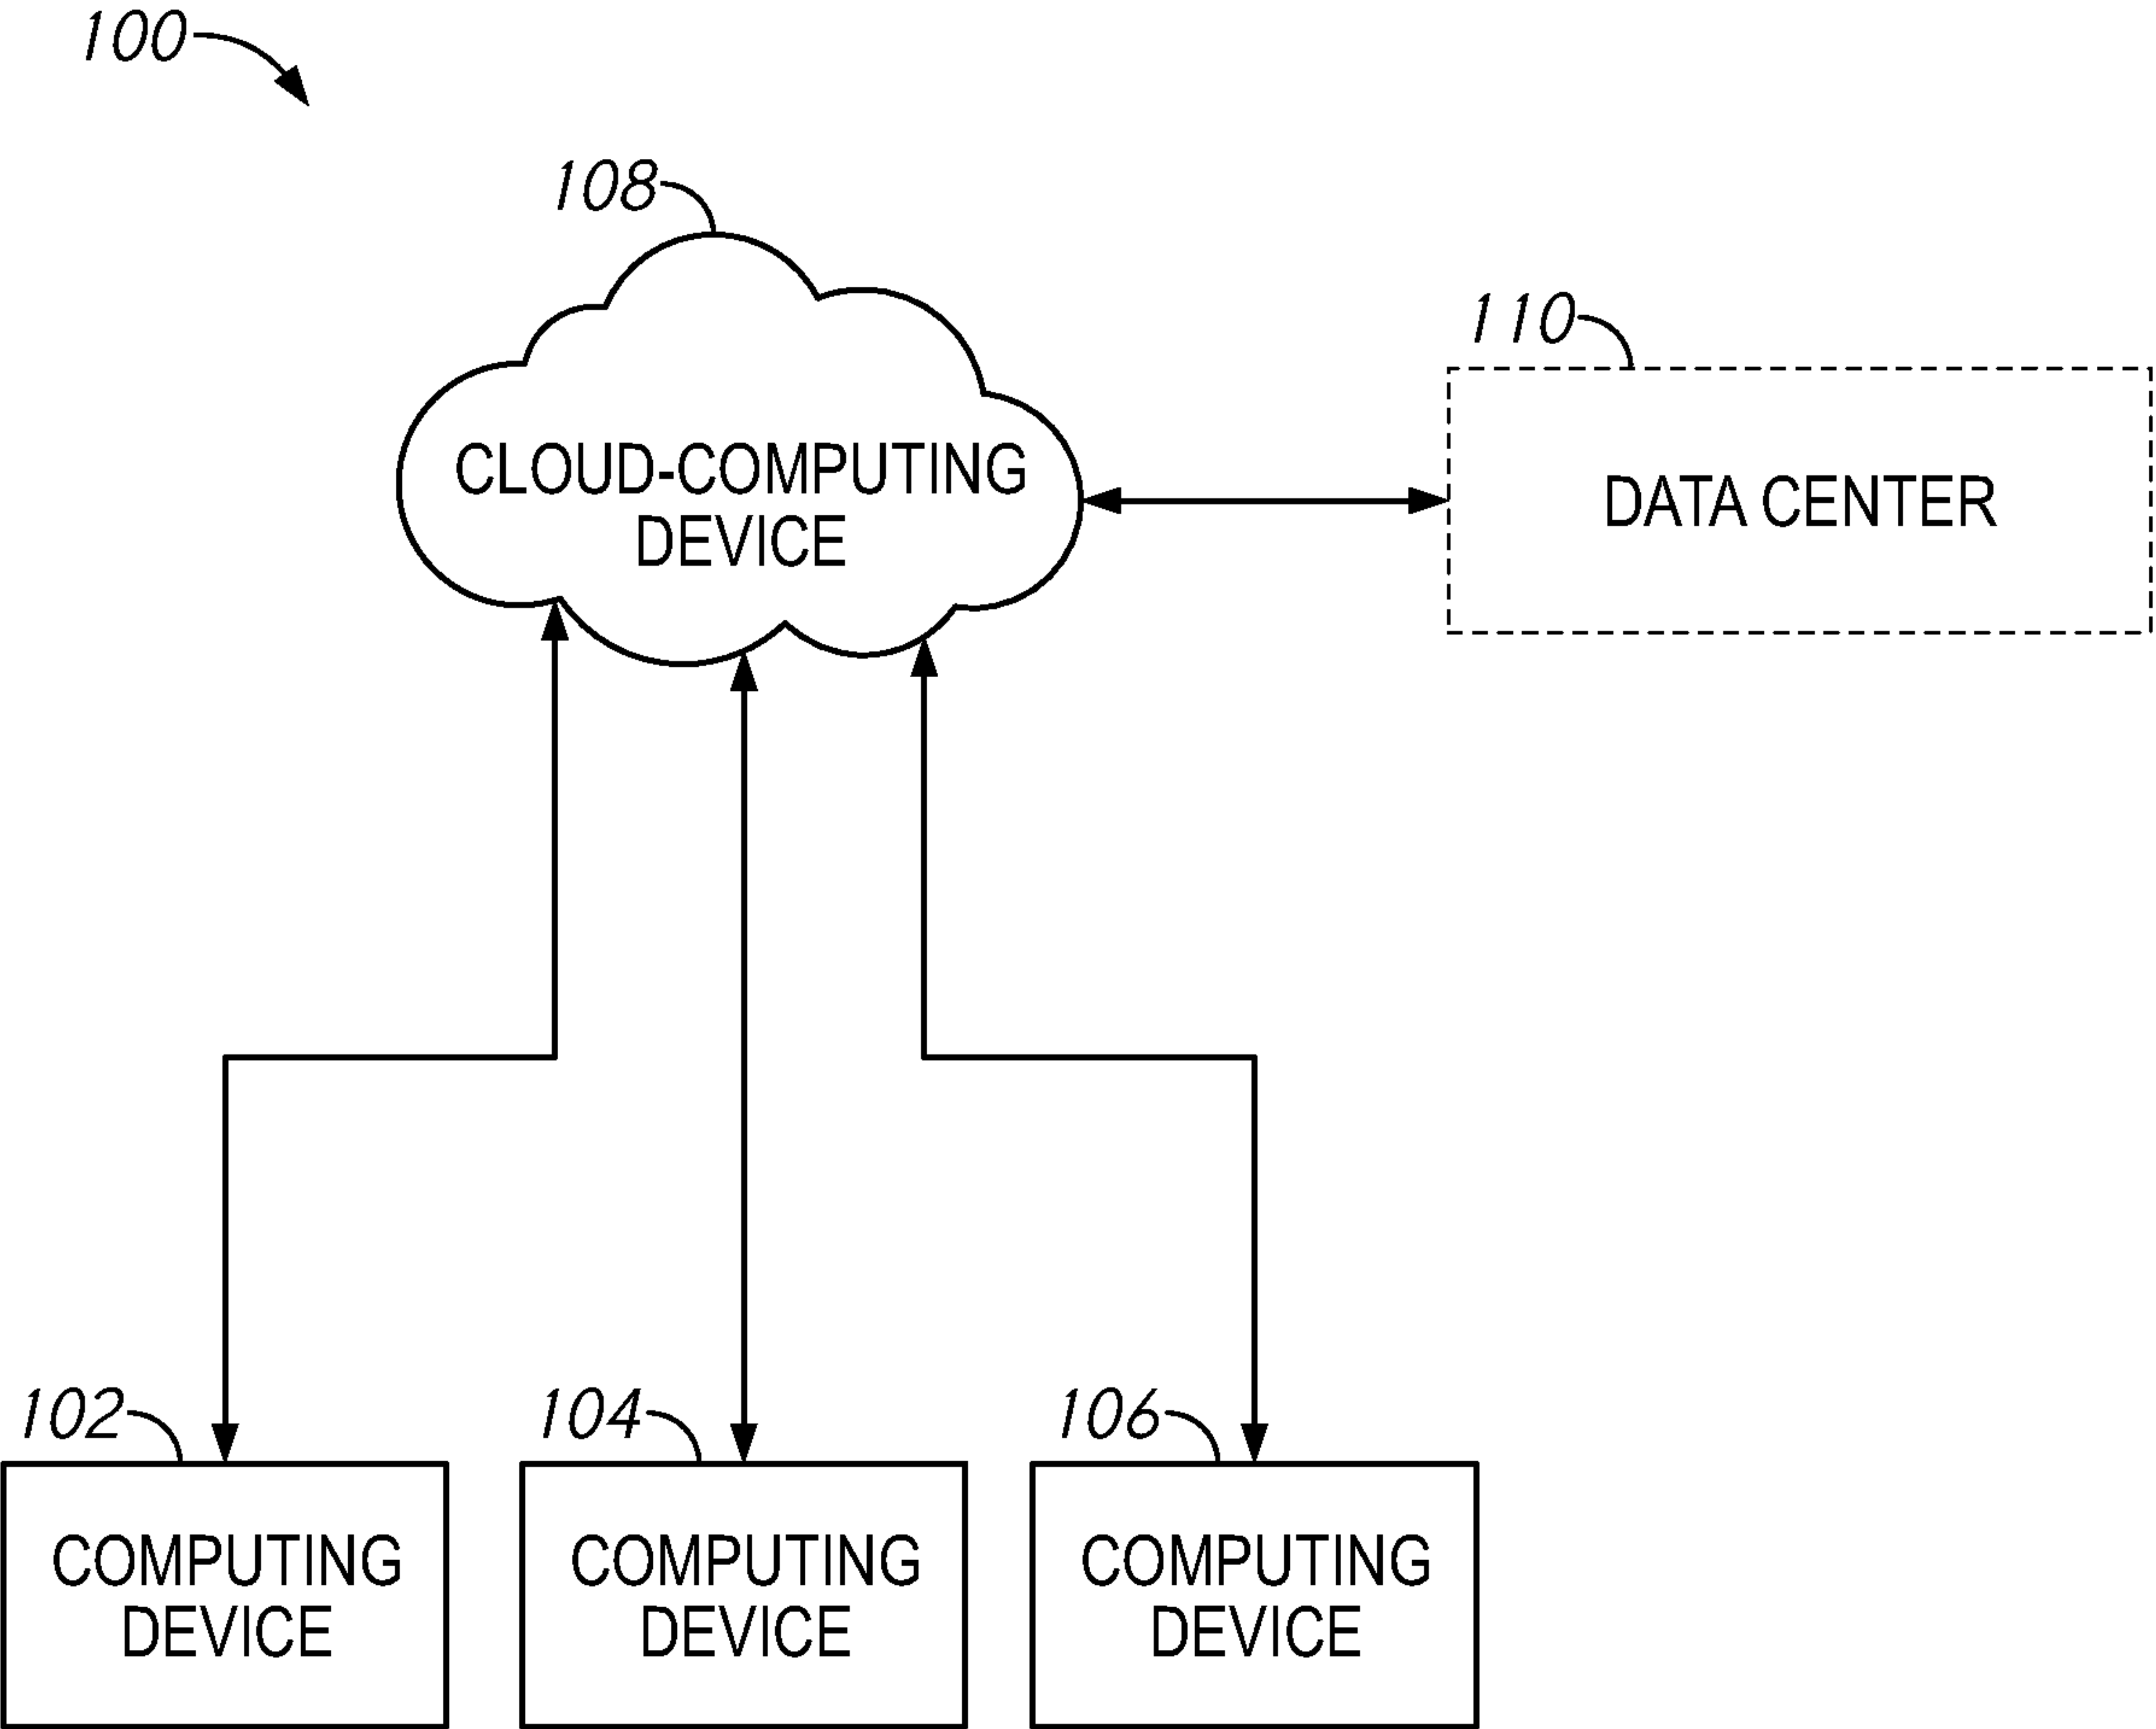 100
108
110
CLOUD-COMPUTING
DEVICE
DATA CENTER
102
104
106
COMPUTING
DEVICE
COMPUTING
DEVICE
COMPUTING
DEVICE